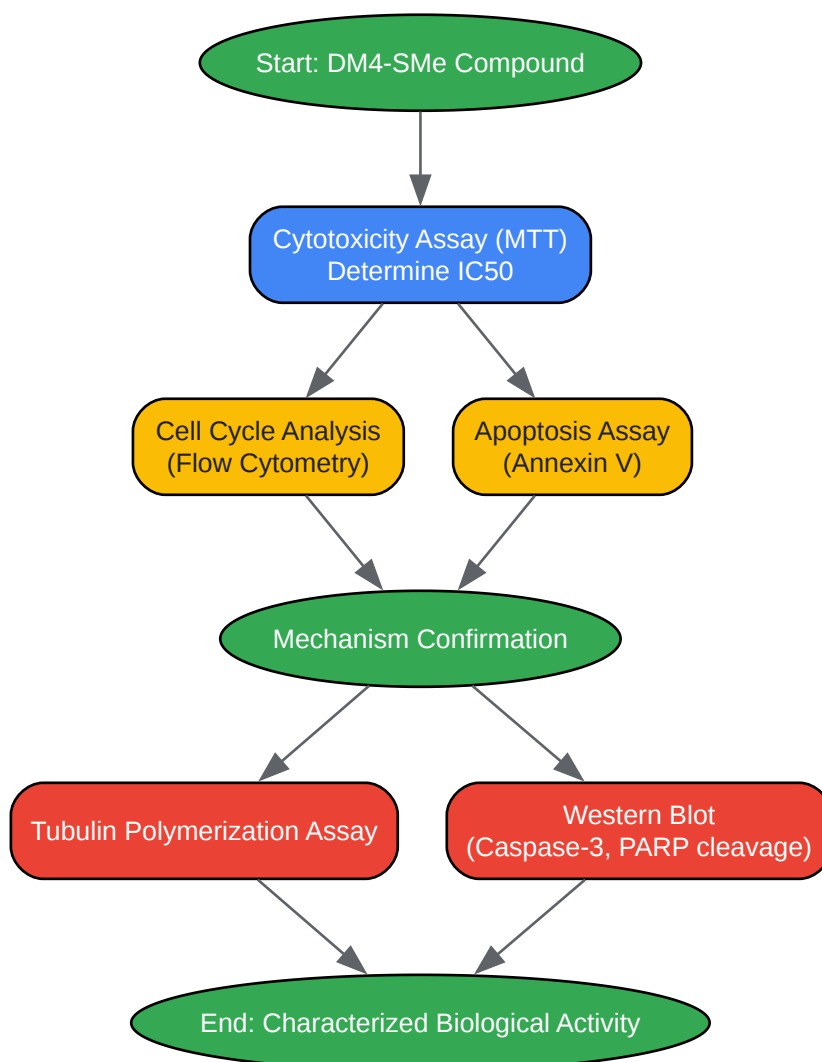 Start: DM4-SMe Compound
Cytotoxicity Assay (MTT)
Determine IC50
Cell Cycle Analysis
(Flow Cytometry)
Apoptosis Assay
(Annexin V)
Mechanism Confirmation
Tubulin Polymerization Assay
Western Blot
(Caspase-3, PARP cleavage)
End: Characterized Biological Activity